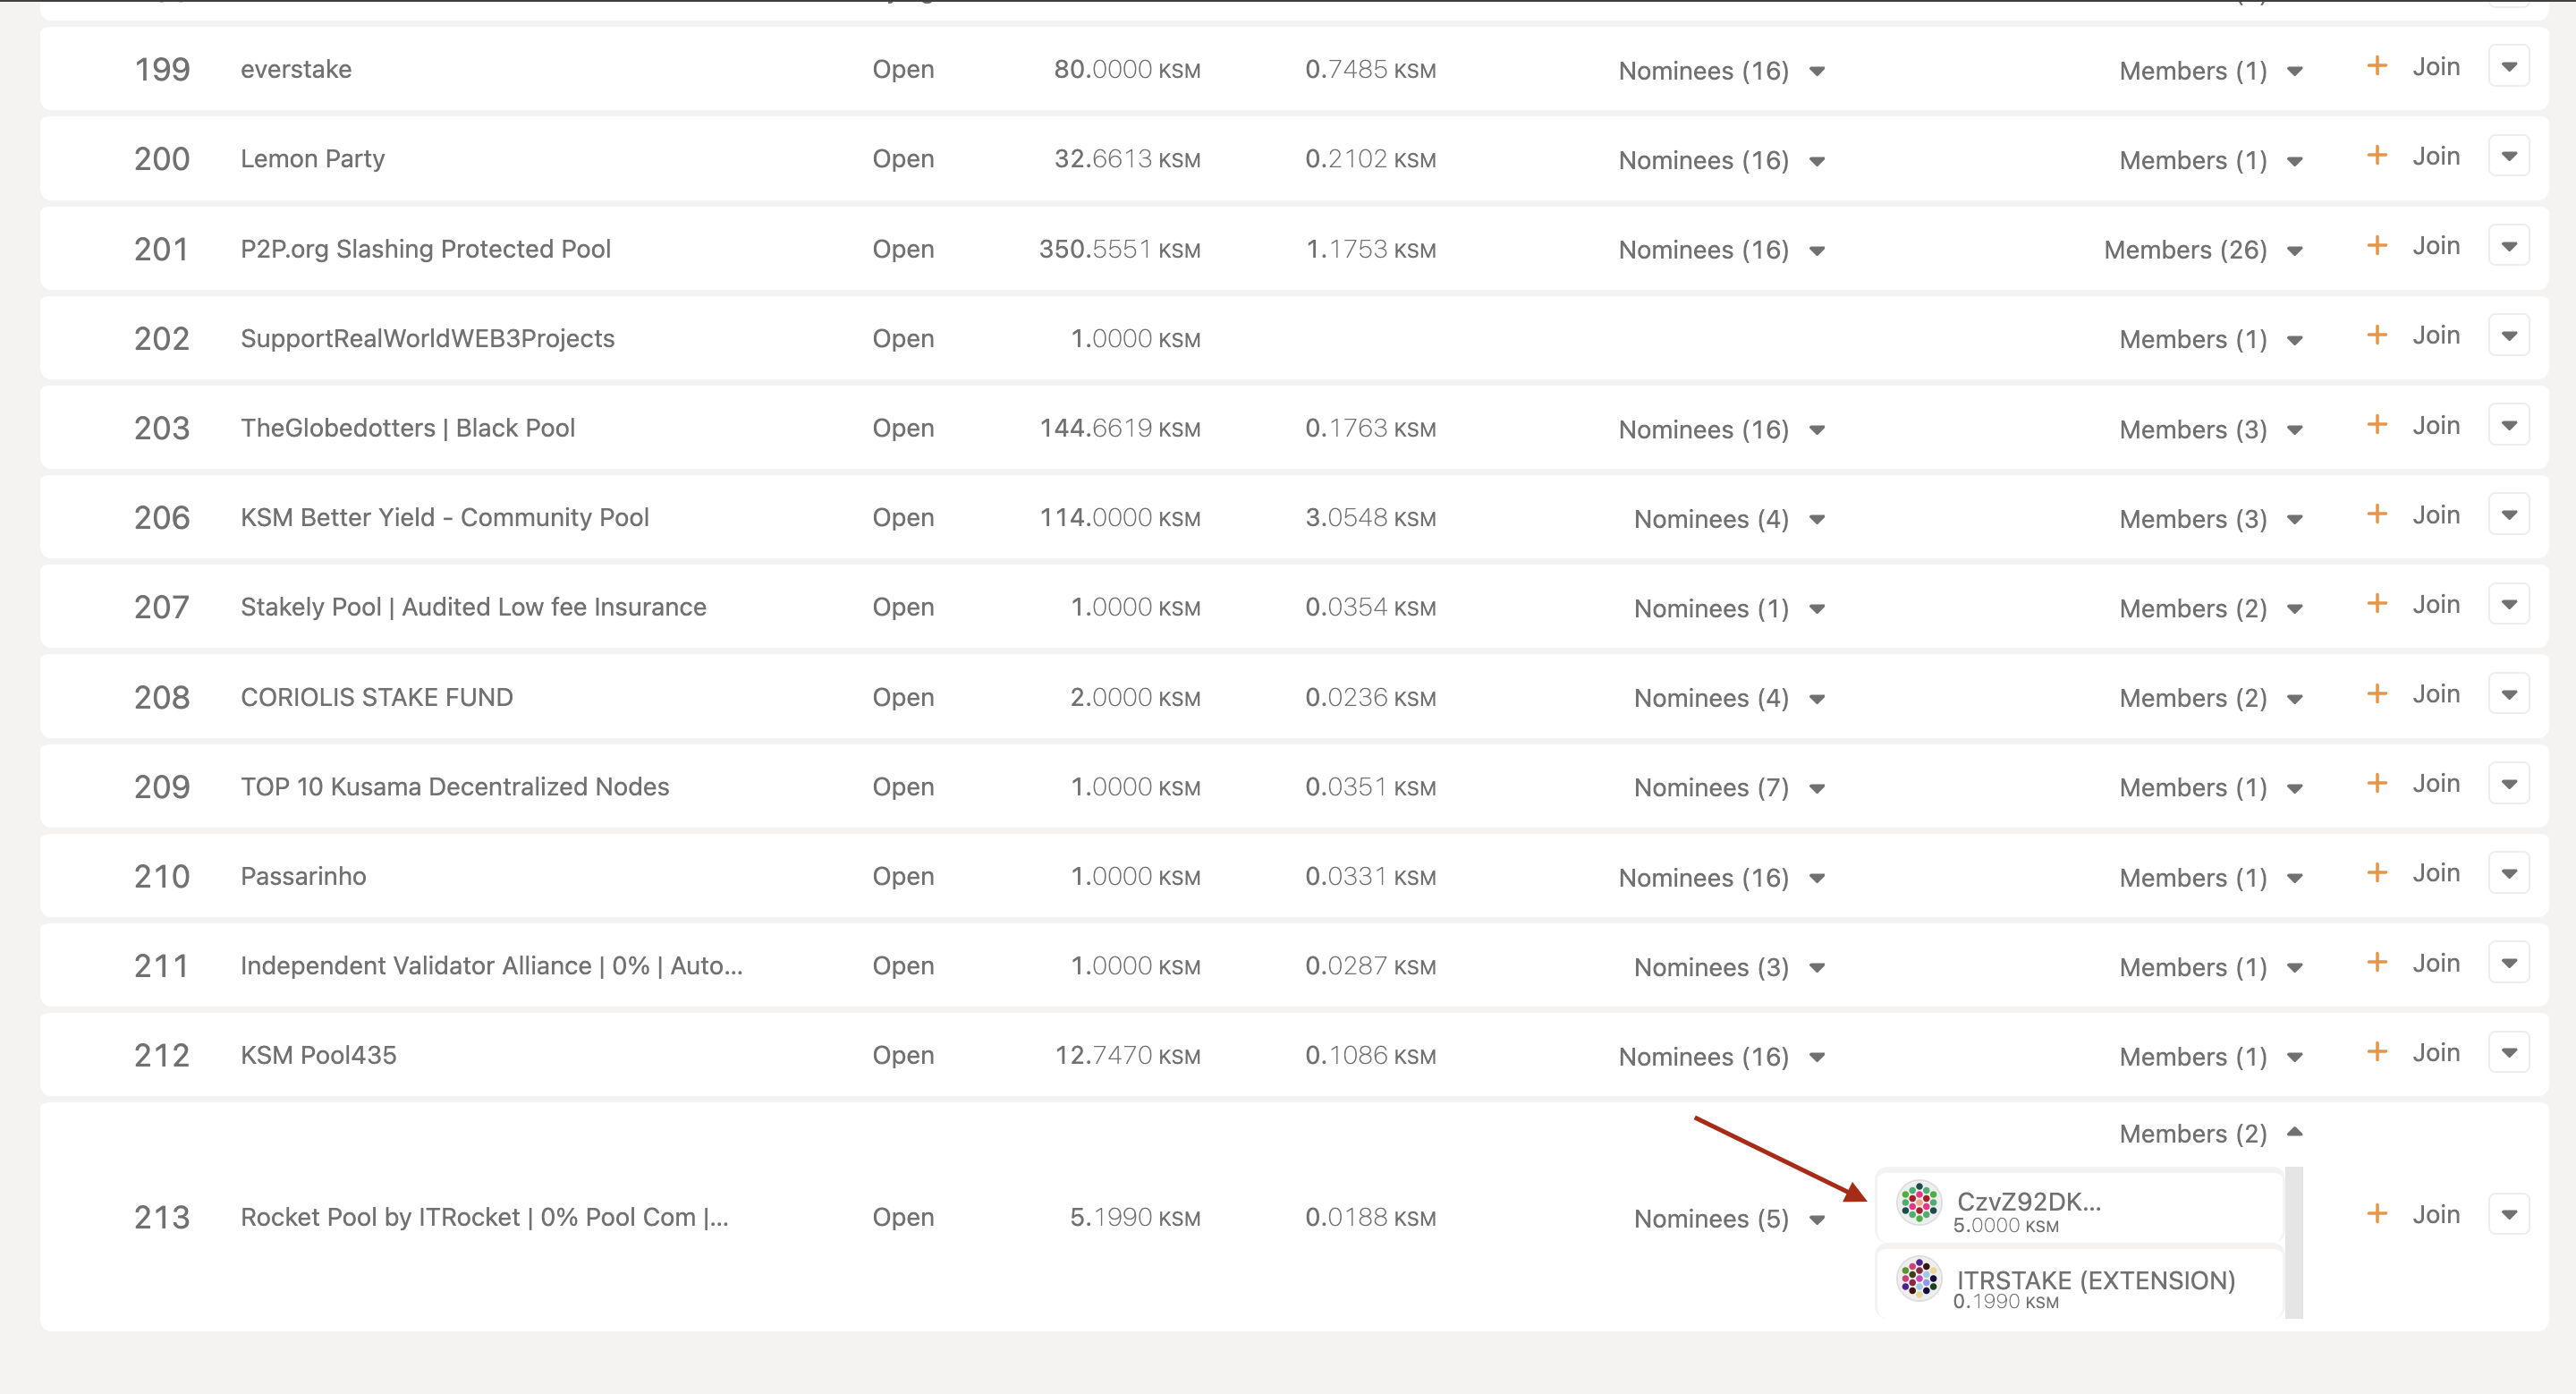 199 everstake Open 80.0000 KSM 0.7485 KSM Nominees (16) Members (1) + Join
200 Lemon Party Open 32.6613 KSM 0.2102 KSM Nominees (16) Members (1) + Join
201 P2P.org Slashing Protected Pool Open 350.5551 KSM 1.1753 KSM Nominees (16) Members (26) + Join
202 SupportRealWorldWEB3Projects Open 1.0000 KSM Members (1) + Join
203 TheGlobedotters | Black Pool Open 144.6619 KSM 0.1763 KSM Nominees (16) Members (3) + Join
206 KSM Better Yield - Community Pool Open 114.0000 KSM 3.0548 KSM Nominees (4) Members (3) + Join
207 Stakely Pool | Audited Low fee Insurance Open 1.0000 KSM 0.0354 KSM Nominees (1) Members (2) + Join
208 CORIOLIS STAKE FUND Open 2.0000 KSM 0.0236 KSM Nominees (4) Members (2) + Join
209 TOP 10 Kusama Decentralized Nodes Open 1.0000 KSM 0.0351 KSM Nominees (7) Members (1) + Join
210 Passarinho Open 1.0000 KSM 0.0331 KSM Nominees (16) Members (1) + Join
211 Independent Validator Alliance | 0% | Auto... Open 1.0000 KSM 0.0287 KSM Nominees (3) Members (1) + Join
212 KSM Pool435 Open 12.7470 KSM 0.1086 KSM Nominees (16) Members (1) + Join
213 Rocket Pool by ITRocket | 0% Pool Com |... Open 5.1990 KSM 0.0188 KSM Nominees (5) Members (2) + Join
CzvZ92DK...
5.0000 KSM
ITRSTAKE (EXTENSION)
0.1990 KSM